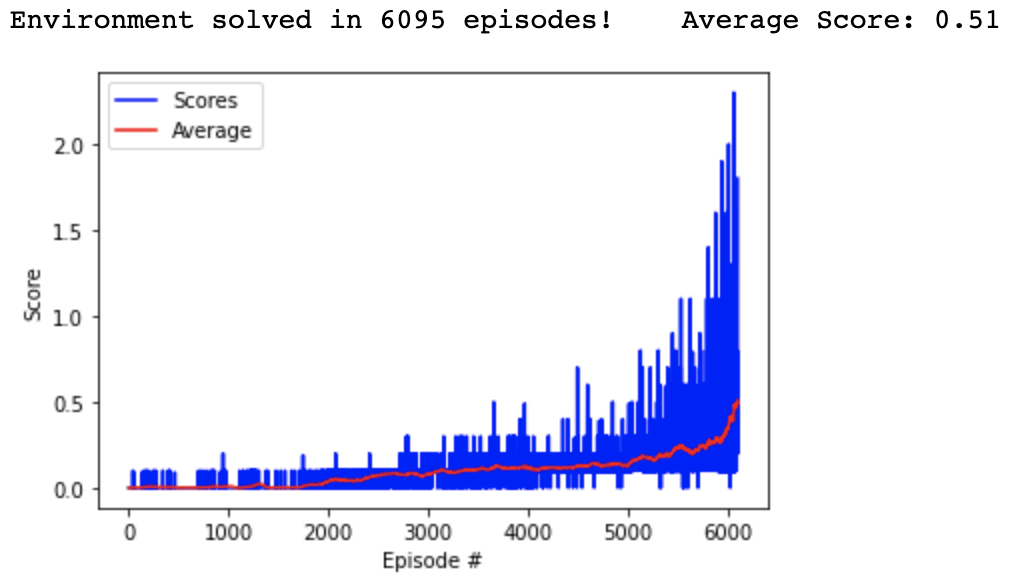 Environment solved in 6095 episodes! Average Score: 0.51
Scores
Average
2.0
1.5
1.0
0.5
0.0
Score
0 1000 2000 3000 4000 5000 6000
Episode #